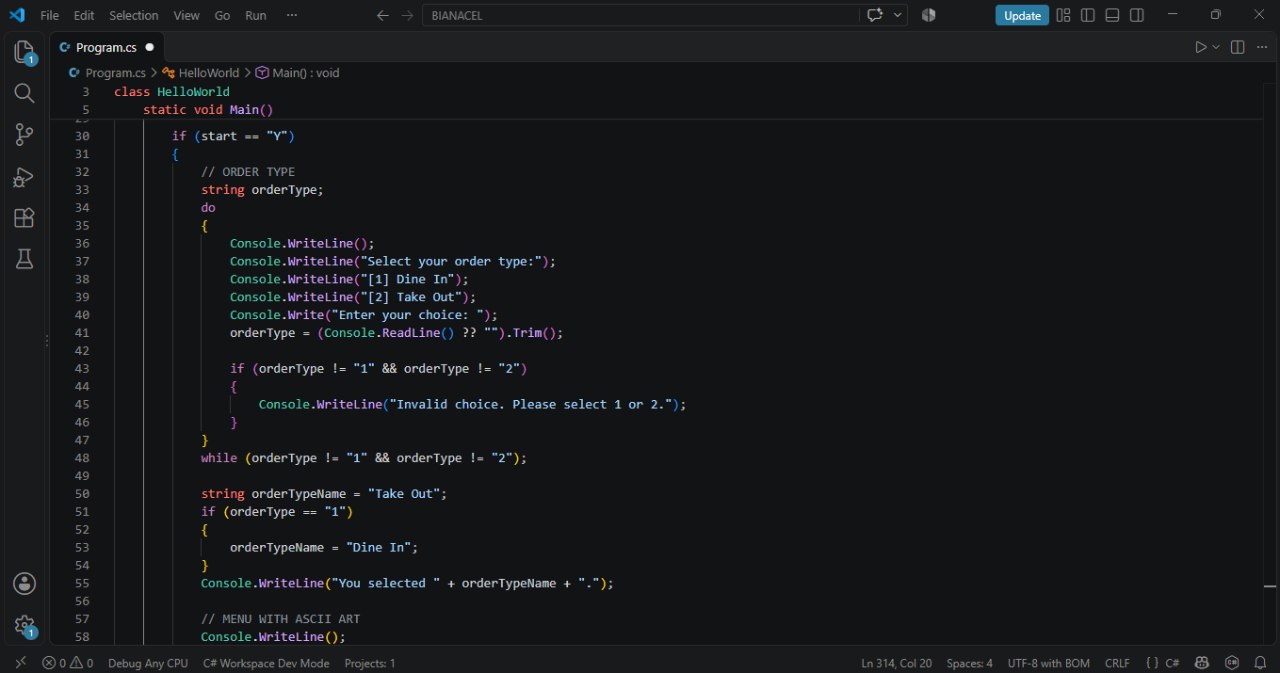 File Edit Selection View Go Run ··· BIANACEL Update
1 Program.cs
Program.cs > HelloWorld > Main() : void
3 class HelloWorld
5 static void Main()
30 if (start == "Y")
31 {
32 // ORDER TYPE
33 string orderType;
34 do
35 {
36 Console.WriteLine();
37 Console.WriteLine("Select your order type:");
38 Console.WriteLine("[1] Dine In");
39 Console.WriteLine("[2] Take Out");
40 Console.Write("Enter your choice: ");
41 orderType = (Console.ReadLine() ?? "").Trim();
42
43 if (orderType != "1" && orderType != "2")
44 {
45 Console.WriteLine("Invalid choice. Please select 1 or 2.");
46 }
47 }
48 while (orderType != "1" && orderType != "2");
49
50 string orderTypeName = "Take Out";
51 if (orderType == "1")
52 {
53 orderTypeName = "Dine In";
54 }
55 Console.WriteLine("You selected " + orderTypeName + ".");
56
57 // MENU WITH ASCII ART
58 Console.WriteLine();
1
0 0 Debug Any CPU C# Workspace Dev Mode Projects: 1 Ln 314, Col 20 Spaces: 4 UTF-8 with BOM CRLF { } C#